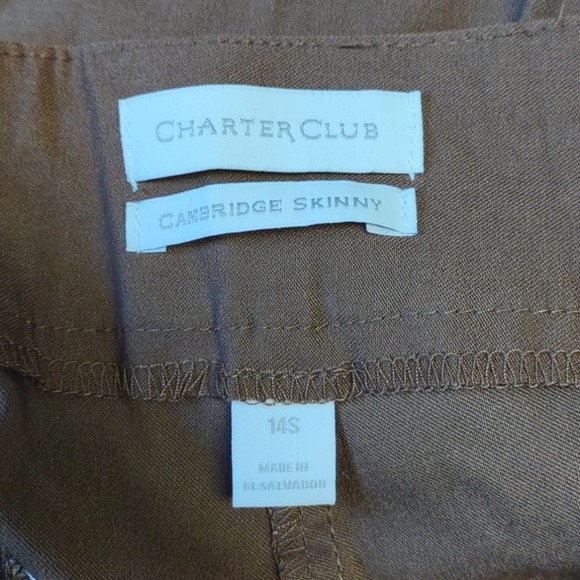 CHARTER CLUB
CAMBRIDGE SKINNY
14S
MADE IN
EL SALVADOR